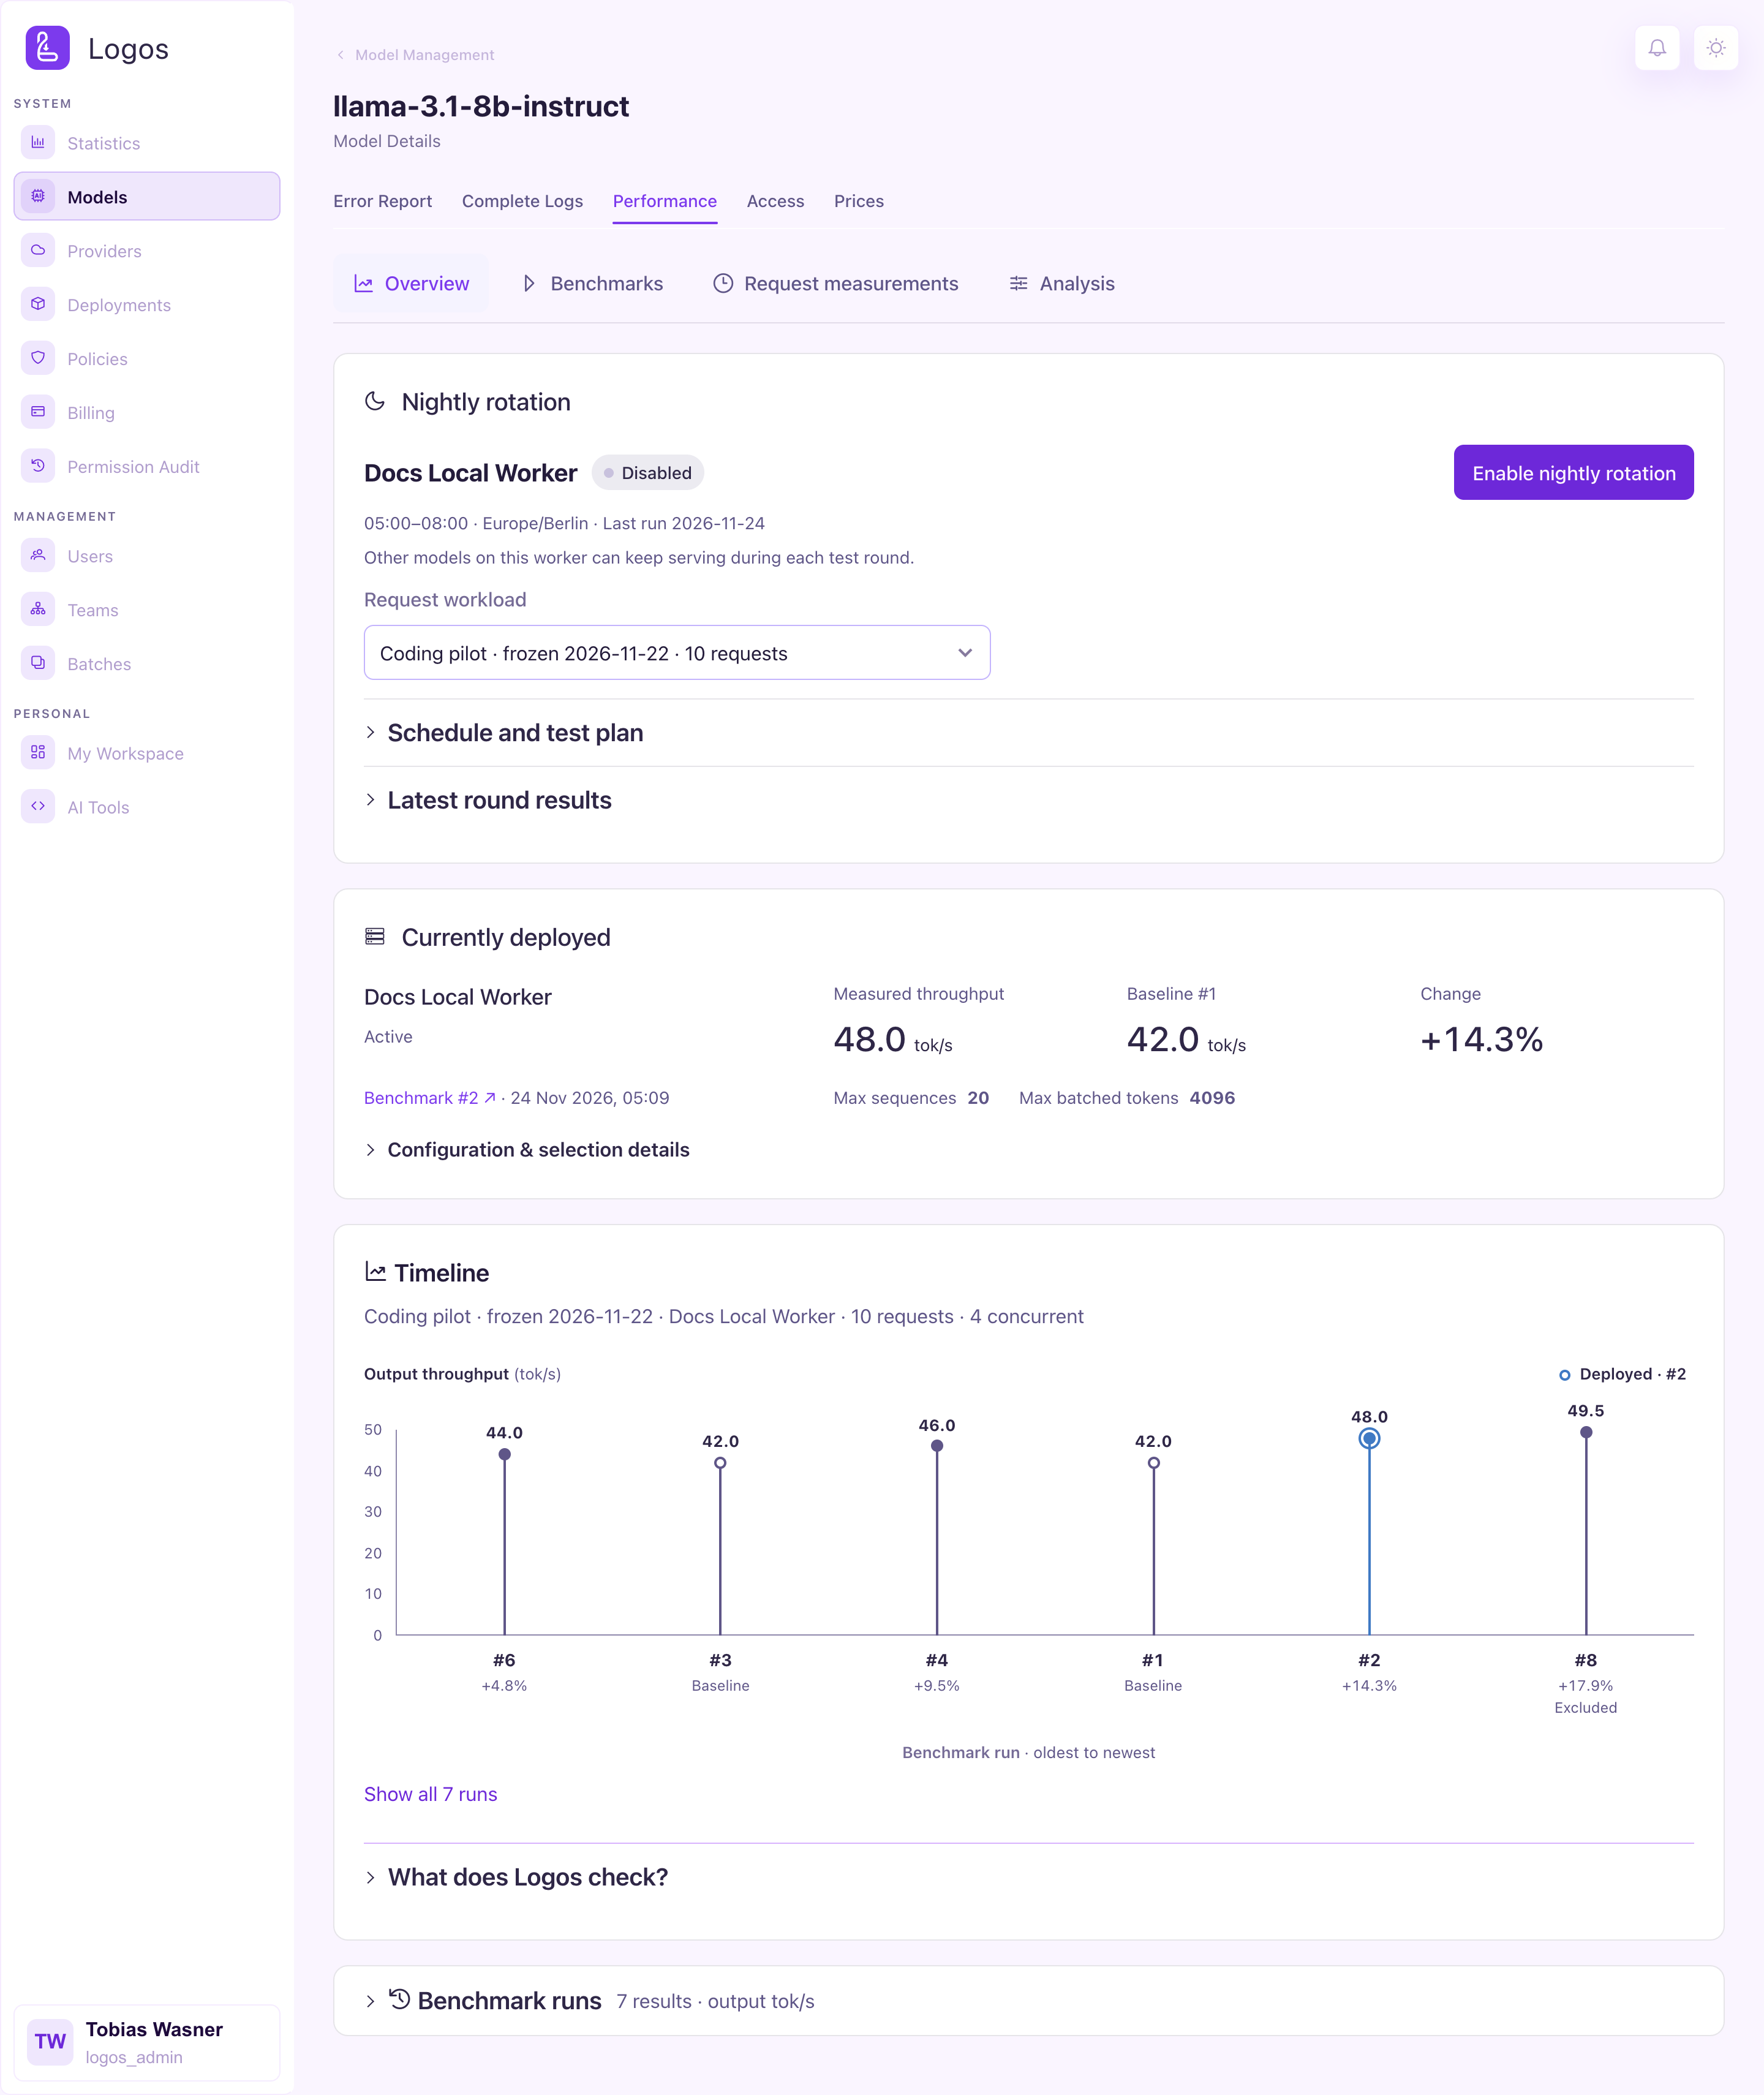 Logos
SYSTEM
Statistics
Models
Providers
Deployments
Policies
Billing
Permission Audit
MANAGEMENT
Users
Teams
Batches
PERSONAL
My Workspace
AI Tools
TW
Tobias Wasner
logos_admin
Model Management
llama-3.1-8b-instruct
Model Details
Error Report Complete Logs Performance Access Prices
Overview Benchmarks Request measurements Analysis
Nightly rotation
Docs Local Worker Disabled Enable nightly rotation
05:00–08:00 · Europe/Berlin · Last run 2026-11-24
Other models on this worker can keep serving during each test round.
Request workload
Coding pilot · frozen 2026-11-22 · 10 requests
Schedule and test plan
Latest round results
Currently deployed
Docs Local Worker Measured throughput Baseline #1 Change
Active 48.0 tok/s 42.0 tok/s +14.3%
Benchmark #2 ↗ · 24 Nov 2026, 05:09 Max sequences 20 Max batched tokens 4096
Configuration & selection details
Timeline
Coding pilot · frozen 2026-11-22 · Docs Local Worker · 10 requests · 4 concurrent
Output throughput (tok/s) Deployed · #2
44.0 42.0 46.0 42.0 48.0 49.5
50
40
30
20
10
0
#6 #3 #4 #1 #2 #8
+4.8% Baseline +9.5% Baseline +14.3% +17.9%
Excluded
Benchmark run · oldest to newest
Show all 7 runs
What does Logos check?
Benchmark runs 7 results · output tok/s